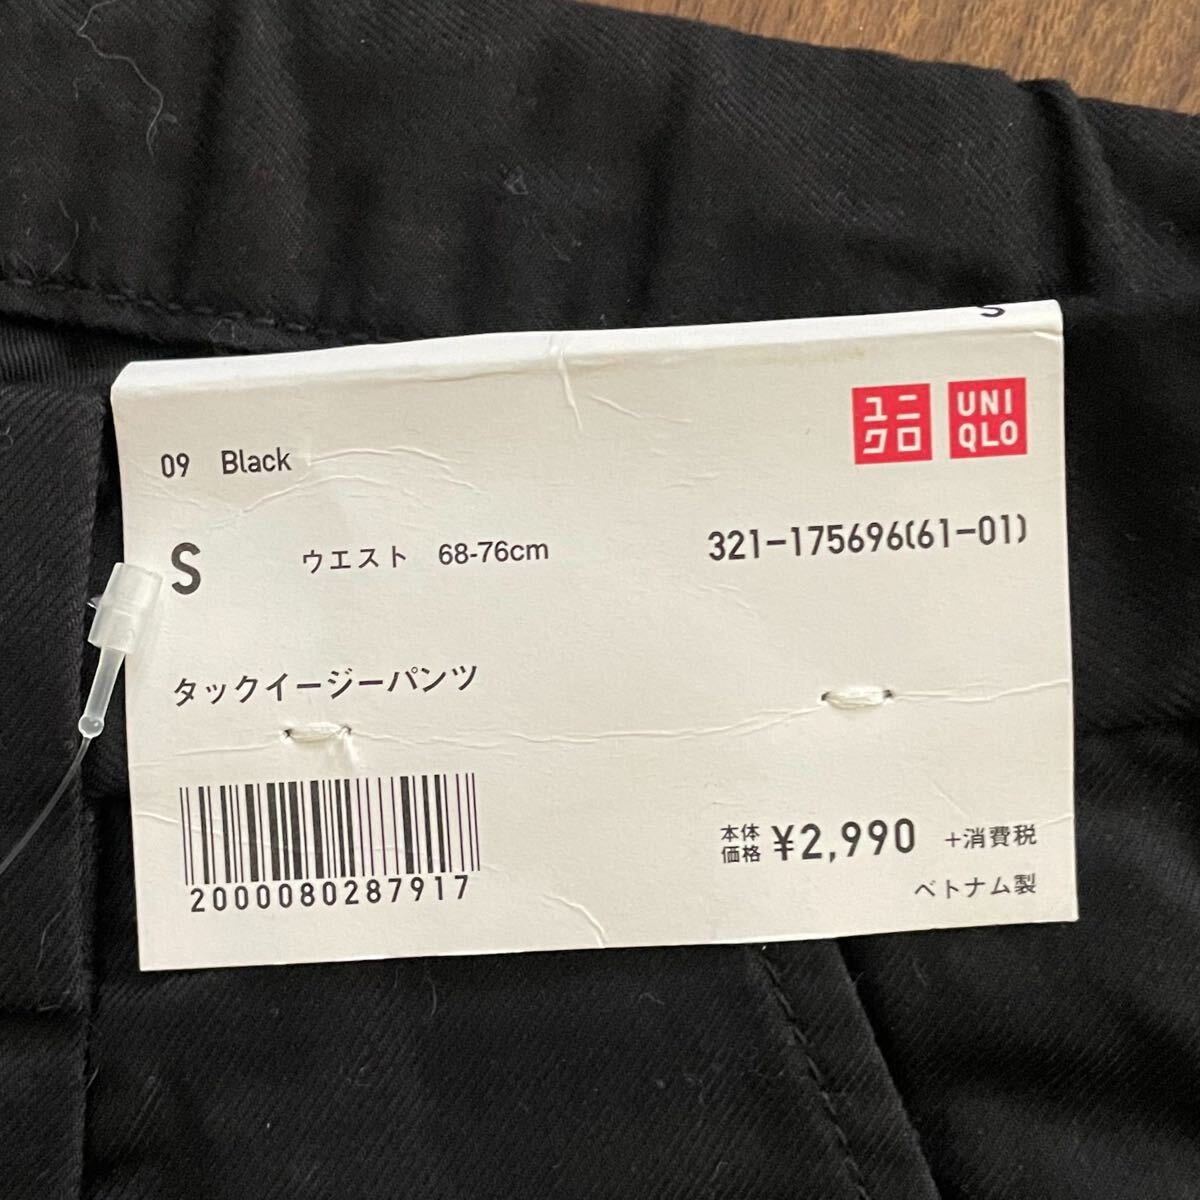 S
ユニ
クロ
UNI
QLO
09 Black
S ウエスト 68-76cm
321-175696(61-01)
タックイージーパンツ
2000080287917
本体
価格 ¥2,990 +消費税
ベトナム製